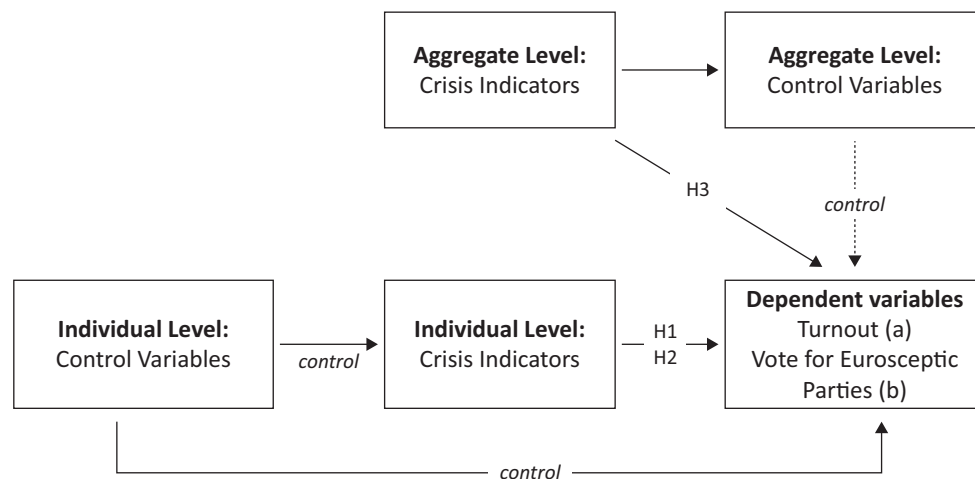 Aggregate Level:
Crisis Indicators
Aggregate Level:
Control Variables
H3
control
Individual Level:
Control Variables
control
Individual Level:
Crisis Indicators
H1
H2
Dependent variables
Turnout (a)
Vote for Eurosceptic
Parties (b)
control